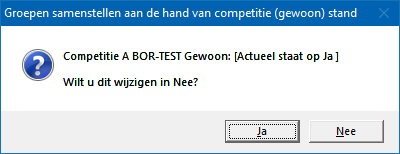 Groepen samenstellen aan de hand van competitie (gewoon) stand
Competitie A BOR-TEST Gewoon: [Actueel staat op Ja ]
Wilt u dit wijzigen in Nee?
Ja
Nee